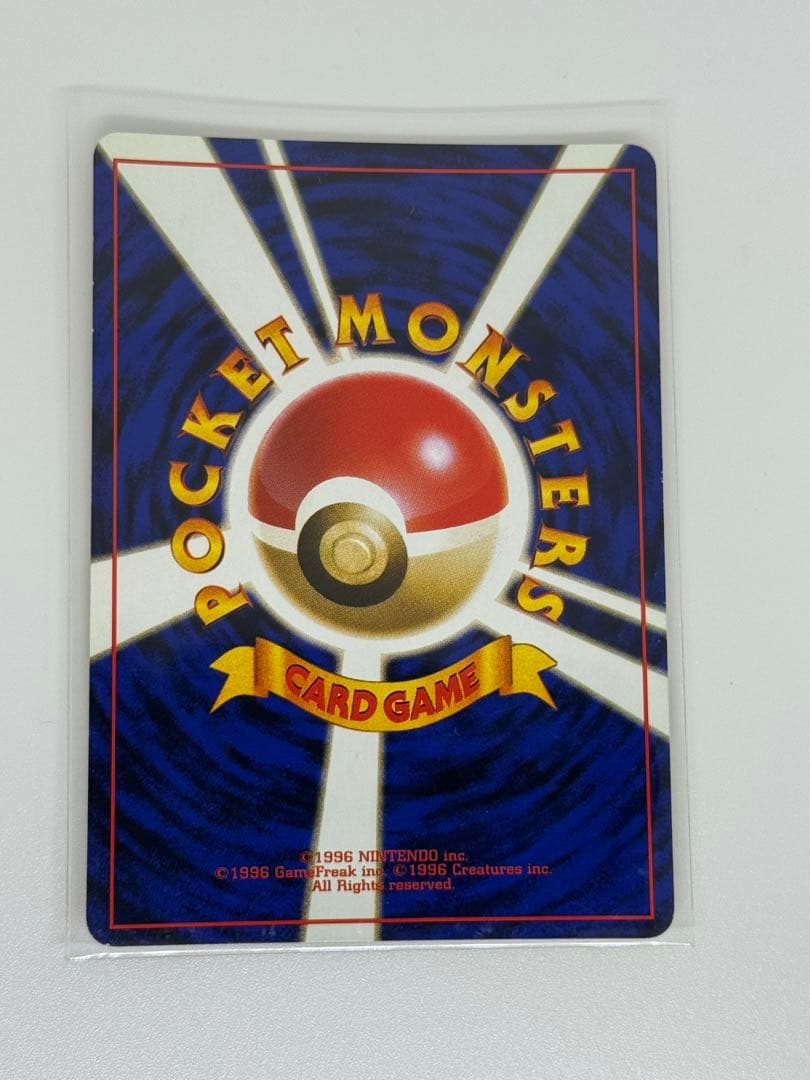 POCKET MONSTERS
CARD GAME
©1996 NINTENDO inc.
©1996 GameFreak inc. ©1996 Creatures inc.
All Rights reserved.